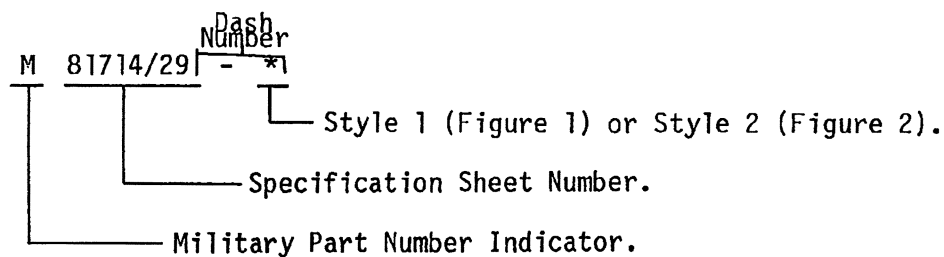 Dash
Number
M 81714/29 - *
Style 1 (Figure 1) or Style 2 (Figure 2).
Specification Sheet Number.
Military Part Number Indicator.